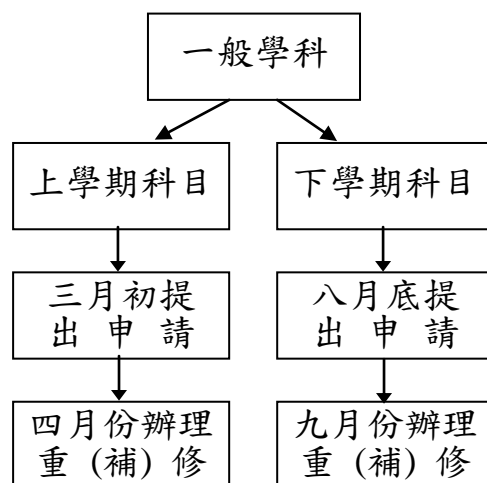 一般學科
上學期科目
下學期科目
三月初提
出申請
八月底提
出申請
四月份辦理
重(補)修
九月份辦理
重(補)修